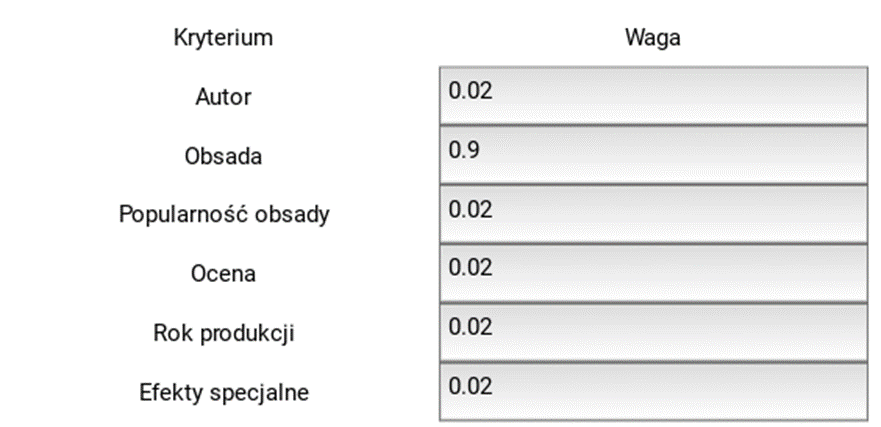 Kryterium Waga
Autor 0.02
Obsada 0.9
Popularność obsady 0.02
Ocena 0.02
Rok produkcji 0.02
Efekty specjalne 0.02